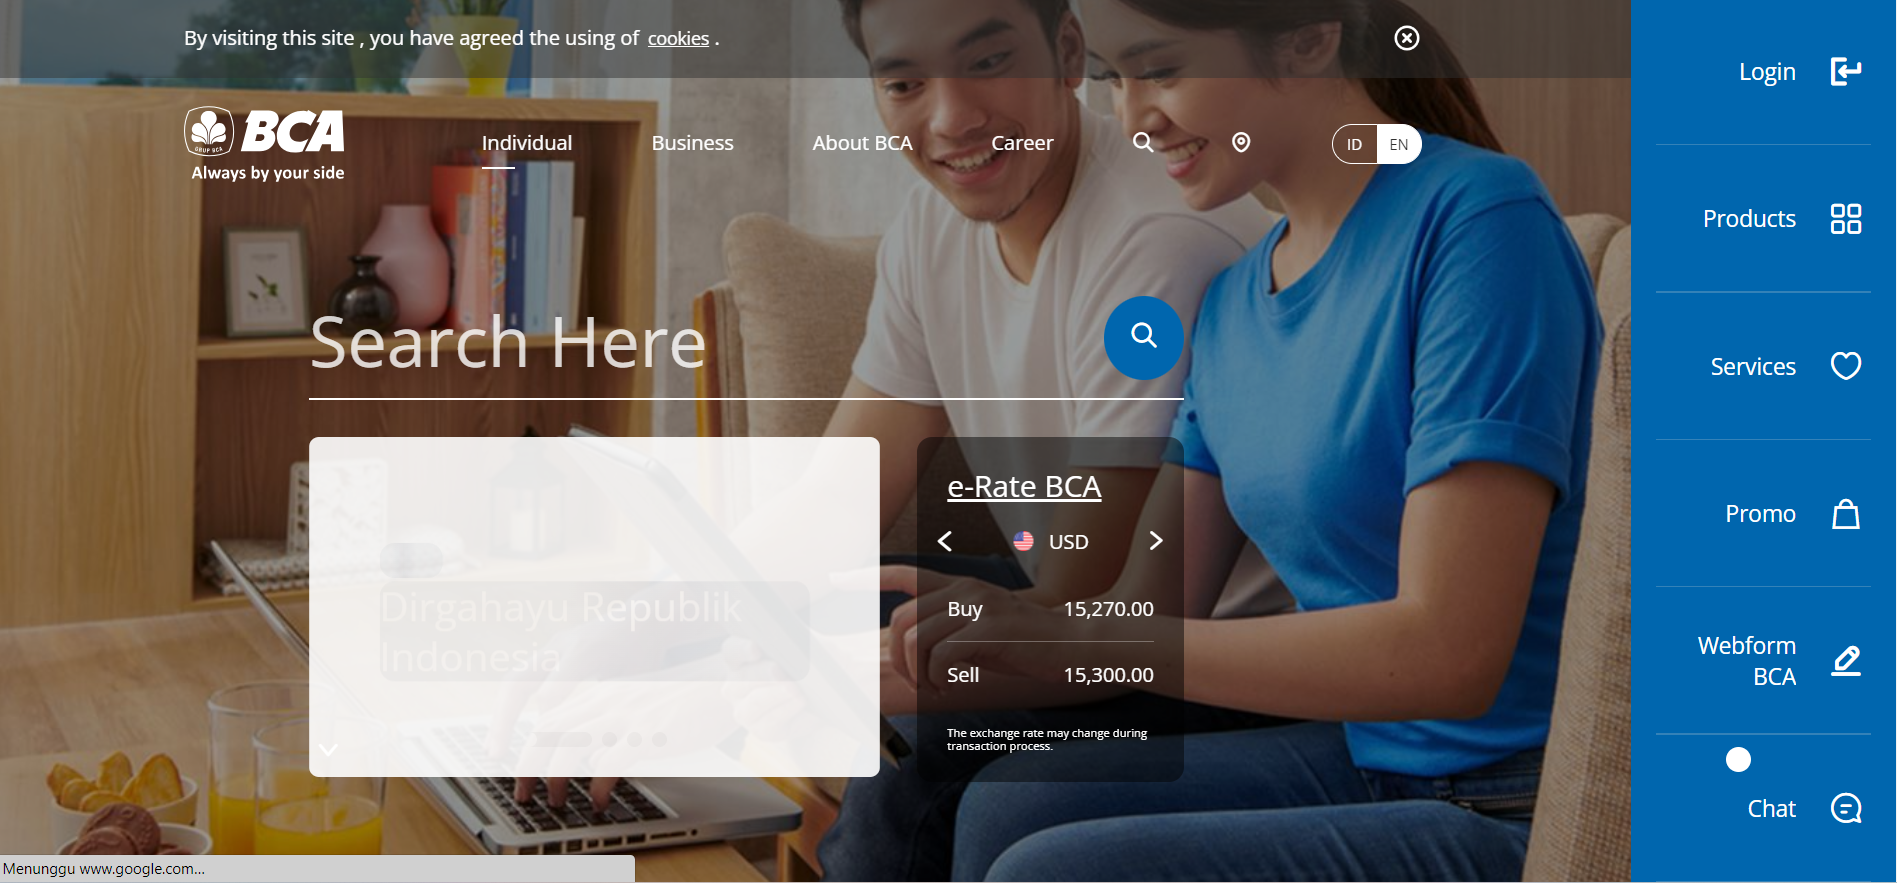 By visiting this site , you have agreed the using of cookies .
GRUP BCA
BCA
Always by your side
Individual
Business
About BCA
Career
ID
EN
Search Here
Dirgahayu Republik
Indonesia
e-Rate BCA
USD
Buy 15,270.00
Sell 15,300.00
The exchange rate may change during
transaction process.
Login
Products
Services
Promo
Webform
BCA
Chat
Menunggu www.google.com...